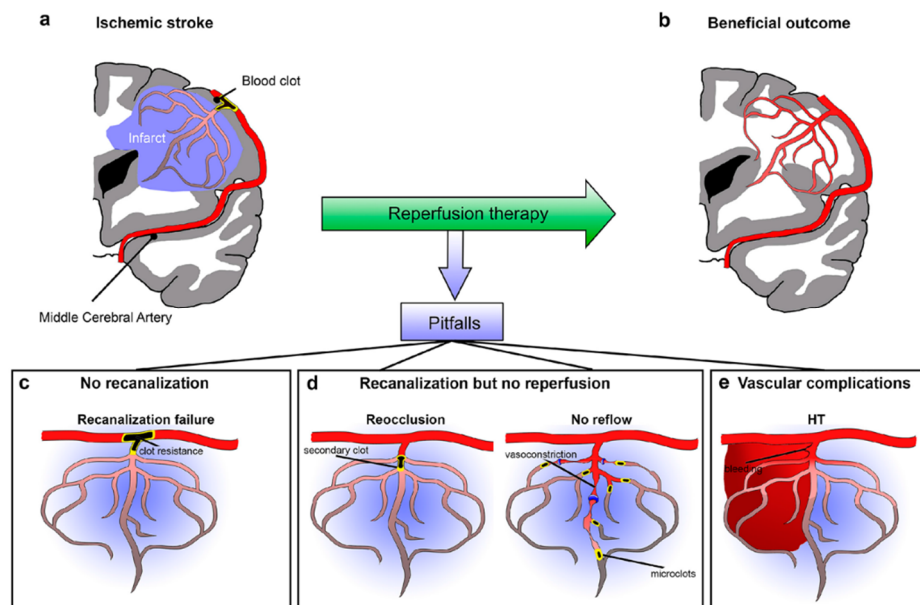 a Ischemic stroke
b Beneficial outcome
Blood clot
Infarct
Reperfusion therapy
Middle Cerebral Artery
Pitfalls
c No recanalization
Recanalization failure
clot resistance
d Recanalization but no reperfusion
Reocclusion
secondary clot
No reflow
vasoconstriction
microclots
e Vascular complications
HT
bleeding